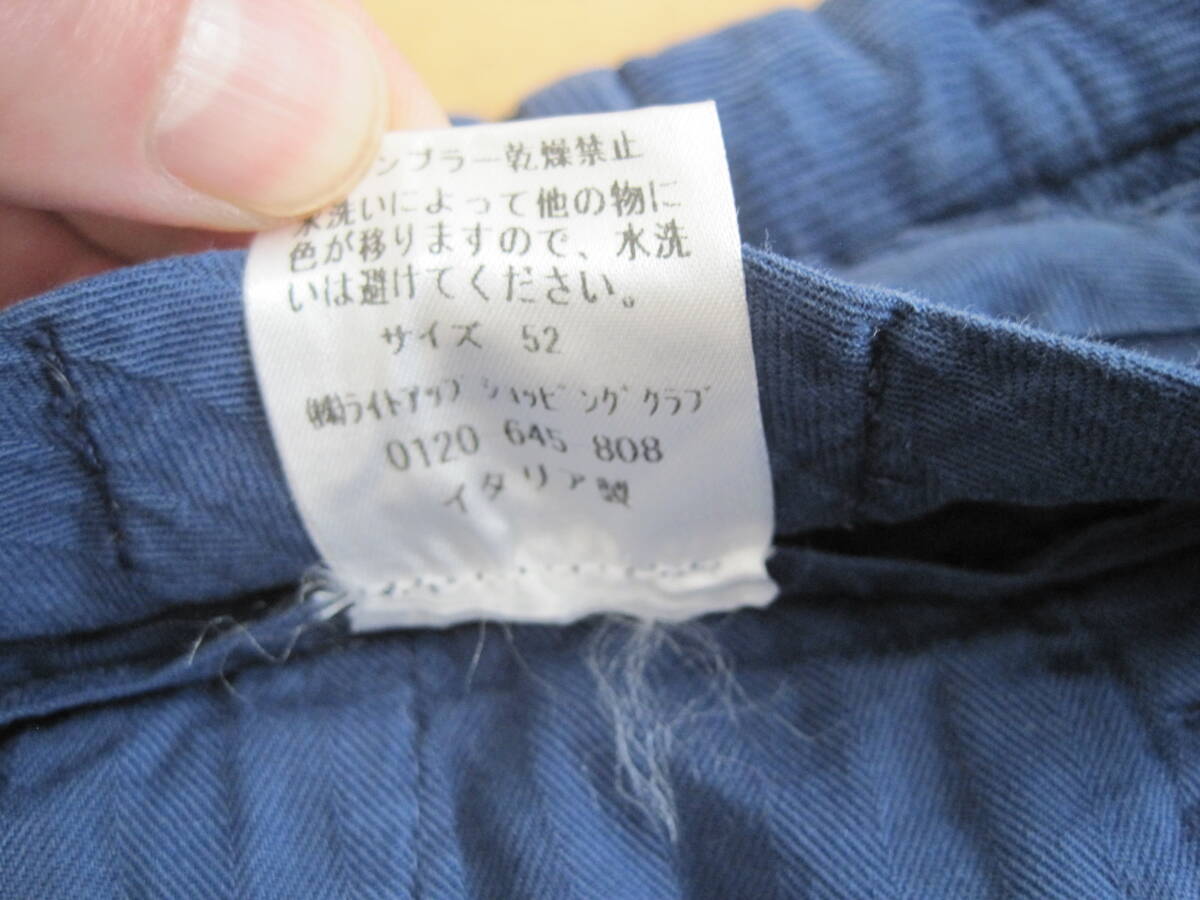 ンブラー乾燥禁止
水洗いによって他の物に
色が移りますので、水洗
いは避けてください。
サイズ 52
㈱ライトアップショッピングクラブ
0120 645 808
イタリア製